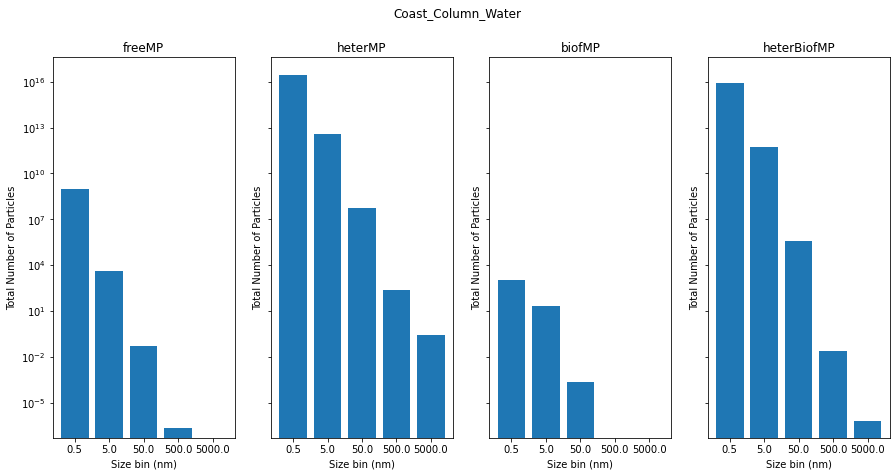 Coast_Column_Water
freeMP
heterMP
biofMP
heterBiofMP
Total Number of Particles
10^16
10^13
10^10
10^7
10^4
10^1
10^-2
10^-5
0.5 5.0 50.0 500.0 5000.0
Size bin (nm)
Total Number of Particles
0.5 5.0 50.0 500.0 5000.0
Size bin (nm)
Total Number of Particles
0.5 5.0 50.0 500.0 5000.0
Size bin (nm)
Total Number of Particles
0.5 5.0 50.0 500.0 5000.0
Size bin (nm)